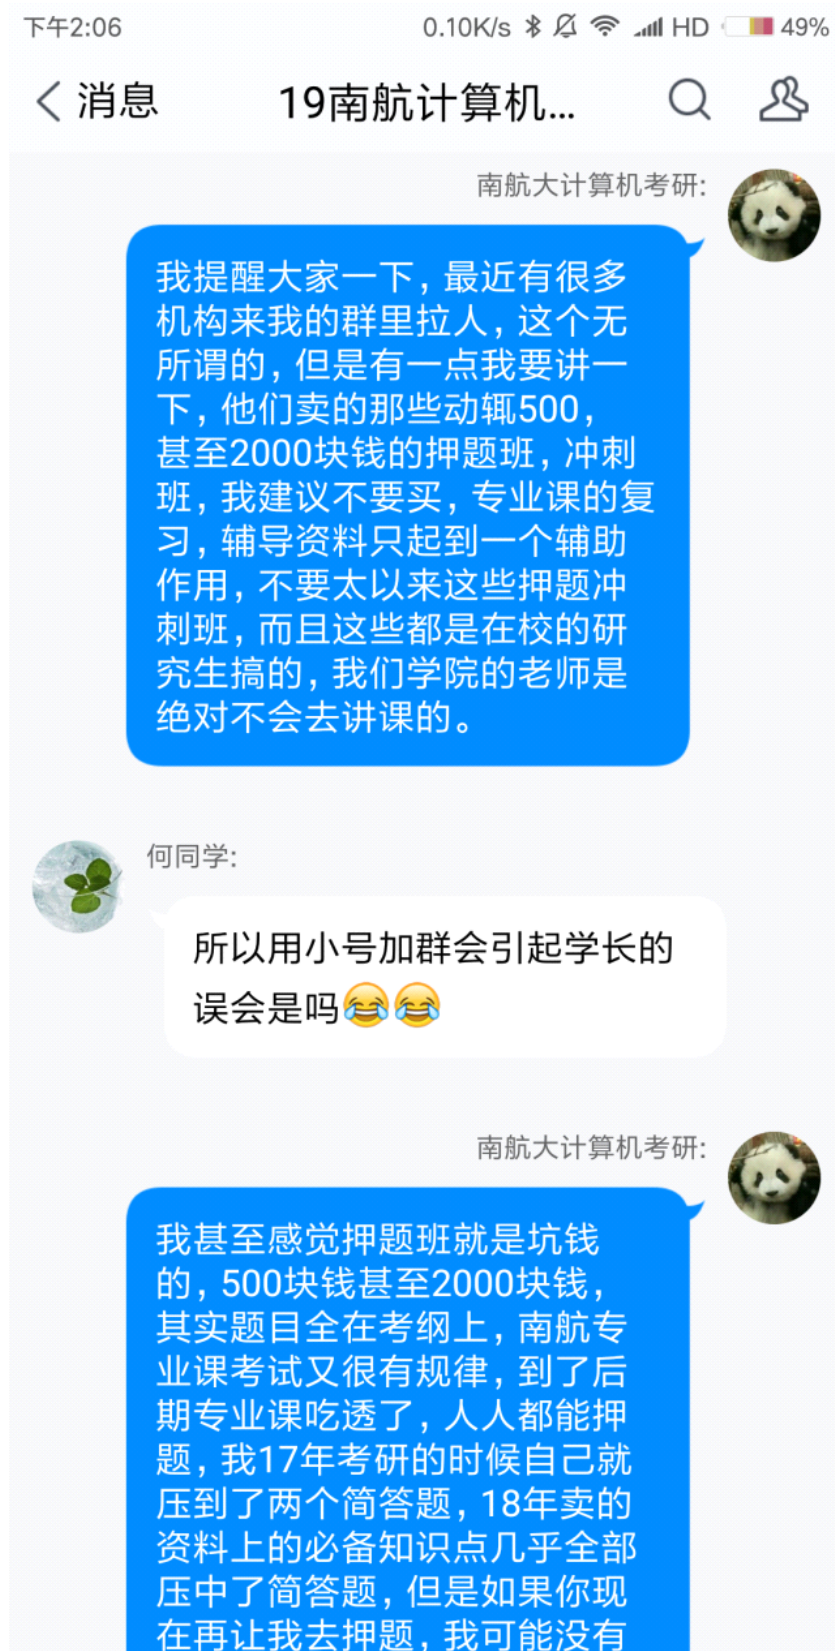 下午2:06 0.10K/s HD 49%
消息 19南航计算机...
南航大计算机考研:
我提醒大家一下,最近有很多
机构来我的群里拉人,这个无
所谓的,但是有一点我要讲一
下,他们卖的那些动辄500,
甚至2000块钱的押题班,冲刺
班,我建议不要买,专业课的复
习,辅导资料只起到一个辅助
作用,不要太以来这些押题冲
刺班,而且这些都是在校的研
究生搞的,我们学院的老师是
绝对不会去讲课的。
何同学:
所以用小号加群会引起学长的
误会是吗😂😂
南航大计算机考研:
我甚至感觉押题班就是坑钱
的,500块钱甚至2000块钱,
其实题目全在考纲上,南航专
业课考试又很有规律,到了后
期专业课吃透了,人人都能押
题,我17年考研的时候自己就
压到了两个简答题,18年卖的
资料上的必备知识点几乎全部
压中了简答题,但是如果你现
在再让我去押题,我可能没有